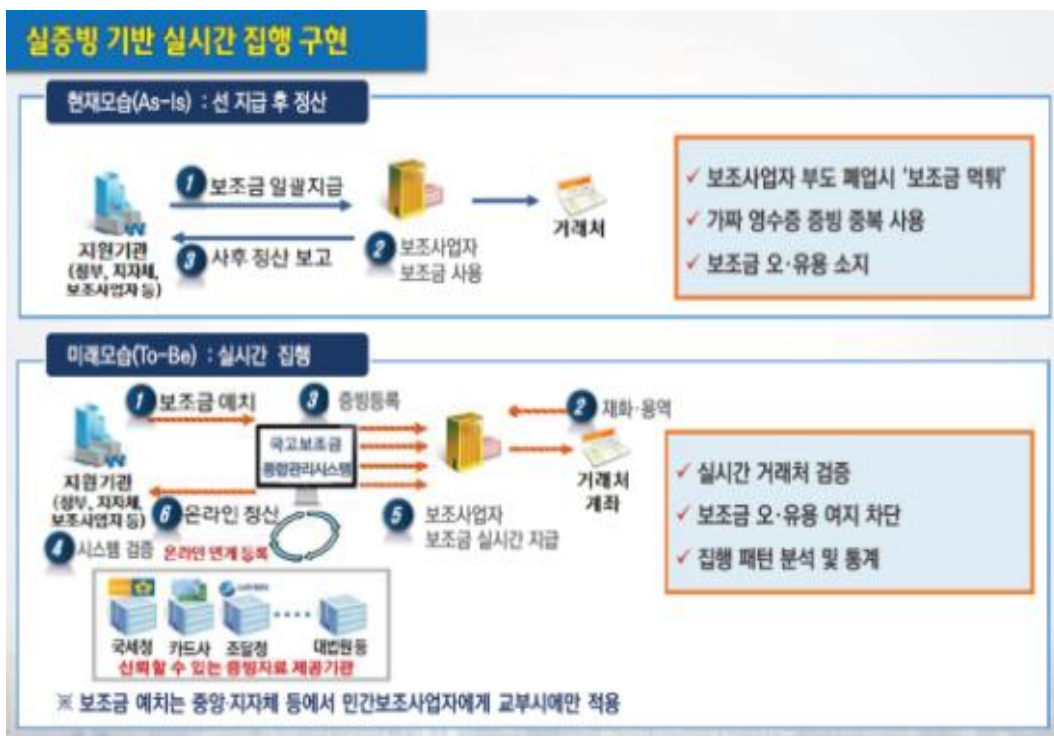 실증빙 기반 실시간 집행 구현
현재모습(As-Is) : 선 지급 후 정산
1 보조금 일괄지급
지원기관
(정부, 지자체,
보조사업자 등)
3 사후 정산 보고
2 보조사업자
보조금 사용
거래처
✓ 보조사업자 부도 폐업시 '보조금 먹튀'
✓ 가짜 영수증 증빙 중복 사용
✓ 보조금 오·유용 소지
미래모습(To-Be) : 실시간 집행
1 보조금 예치
3 증빙등록
2 재화·용역
국고보조금
통합관리시스템
지원기관
(정부, 지자체,
보조사업자 등)
거래처
계좌
6 온라인 정산
5 보조사업자
보조금 실시간 지급
4 시스템 검증
온라인 연계 등록
✓ 실시간 거래처 검증
✓ 보조금 오·유용 여지 차단
✓ 집행 패턴 분석 및 통계
국세청 카드사 조달청 대법원 등
신뢰할 수 있는 증빙자료 제공기관
※ 보조금 예치는 중앙·지자체 등에서 민간보조사업자에게 교부시에만 적용